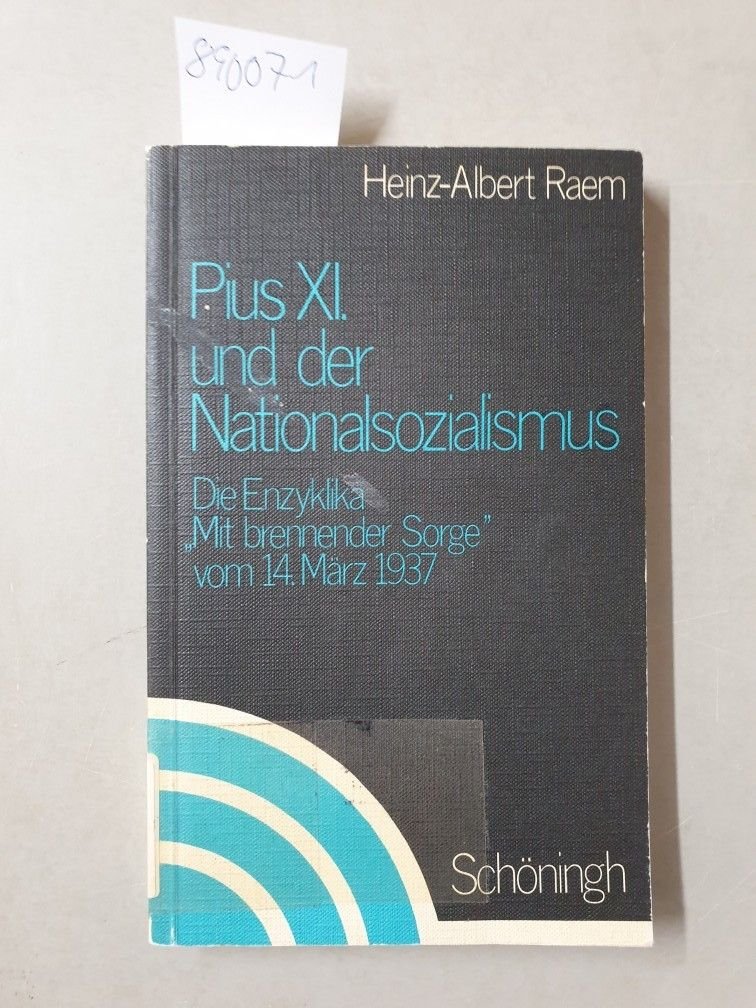 890071
Heinz-Albert Raem
Pius XI.
und der
Nationalsozialismus
Die Enzyklika
„Mit brennender Sorge”
vom 14. März 1937
Schöningh